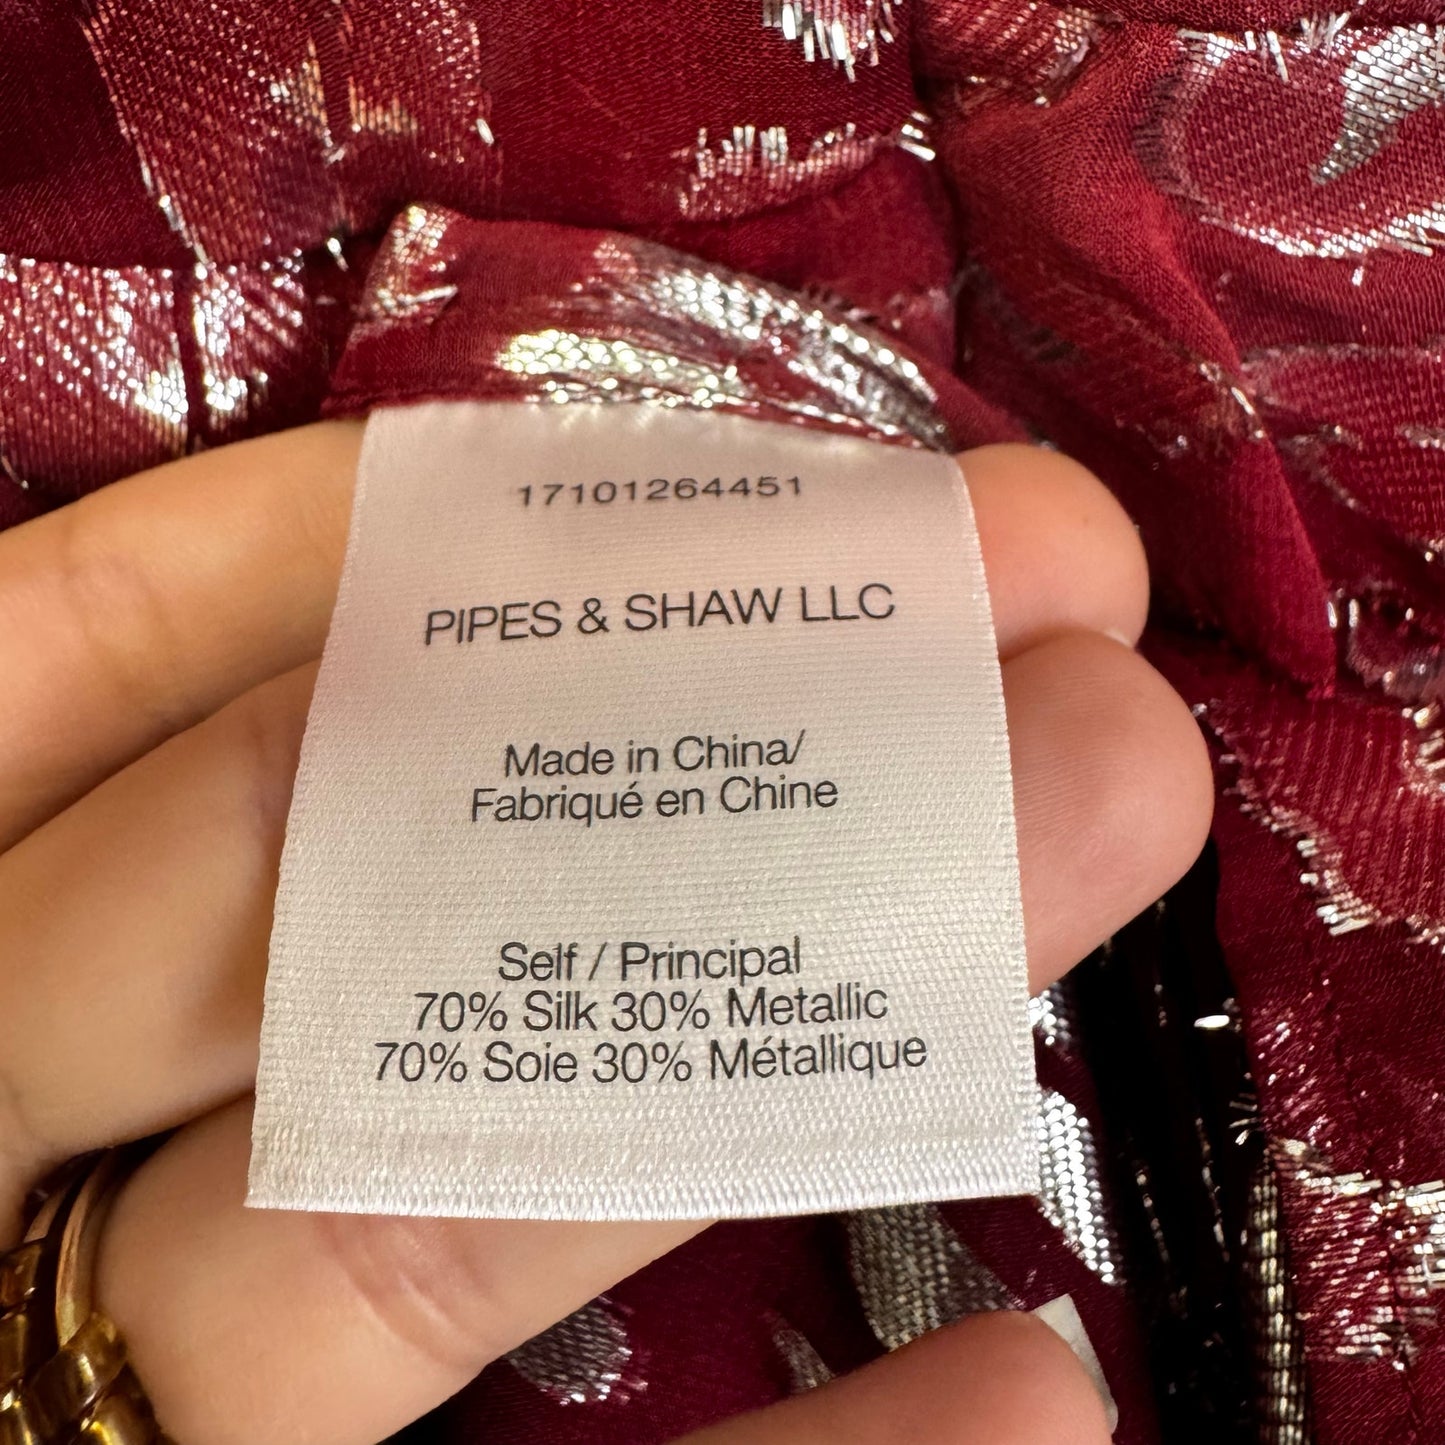 17101264451
PIPES & SHAW LLC
Made in China/
Fabriqué en Chine
Self / Principal
70% Silk 30% Metallic
70% Soie 30% Métallique